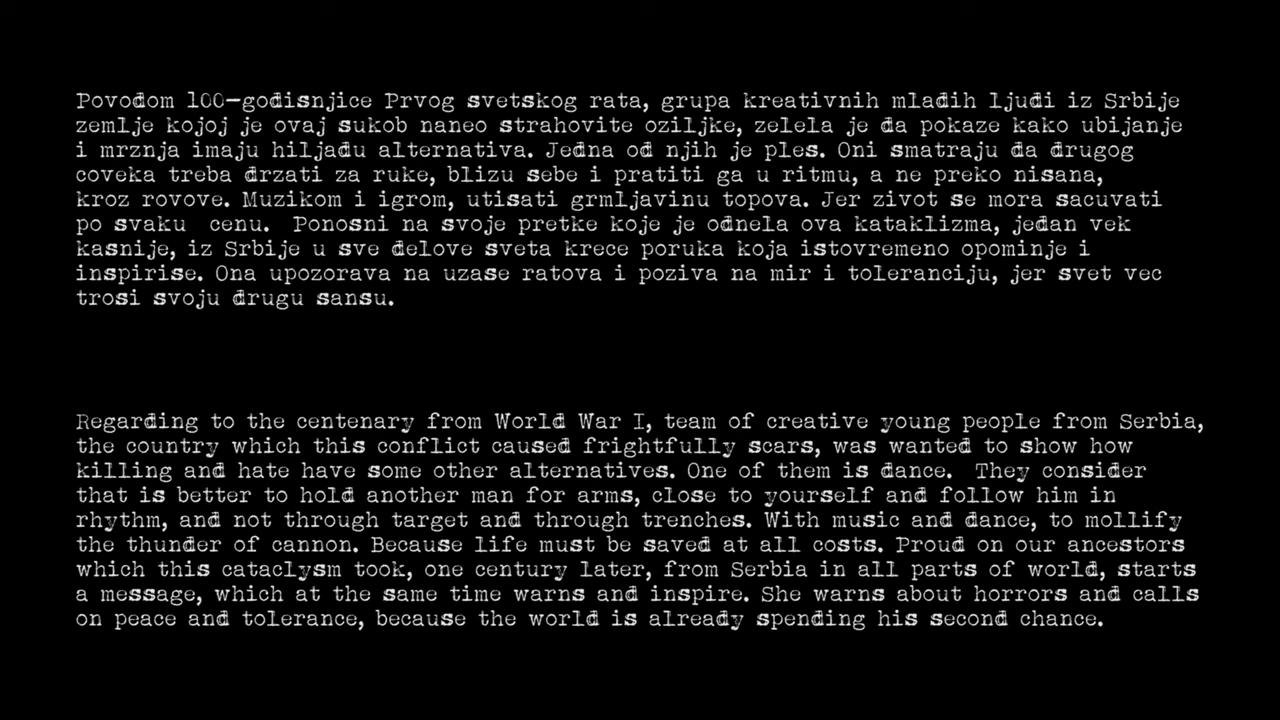 Povodom 100-godisnjice Prvog svetskog rata, grupa kreativnih mladih ljudi iz Srbije
zemlje kojoj je ovaj sukob naneo strahovite oziljke, zelela je da pokaze kako ubijanje
i mrznja imaju hiljadu alternativa. Jedna od njih je ples. Oni smatraju da drugog
coveka treba drzati za ruke, blizu sebe i pratiti ga u ritmu, a ne preko nisana,
kroz rovove. Muzikom i igrom, utisati grmljavinu topova. Jer zivot se mora sacuvati
po svaku  cenu.  Ponosni na svoje pretke koje je odnela ova kataklizma, jedan vek
kasnije, iz Srbije u sve delove sveta krece poruka koja istovremeno opominje i
inspirise. Ona upozorava na uzase ratova i poziva na mir i toleranciju, jer svet vec
trosi svoju drugu sansu.
Regarding to the centenary from World War I, team of creative young people from Serbia,
the country which this conflict caused frightfully scars, was wanted to show how
killing and hate have some other alternatives. One of them is dance.  They consider
that is better to hold another man for arms, close to yourself and follow him in
rhythm, and not through target and through trenches. With music and dance, to mollify
the thunder of cannon. Because life must be saved at all costs. Proud on our ancestors
which this cataclysm took, one century later, from Serbia in all parts of world, starts
a message, which at the same time warns and inspire. She warns about horrors and calls
on peace and tolerance, because the world is already spending his second chance.